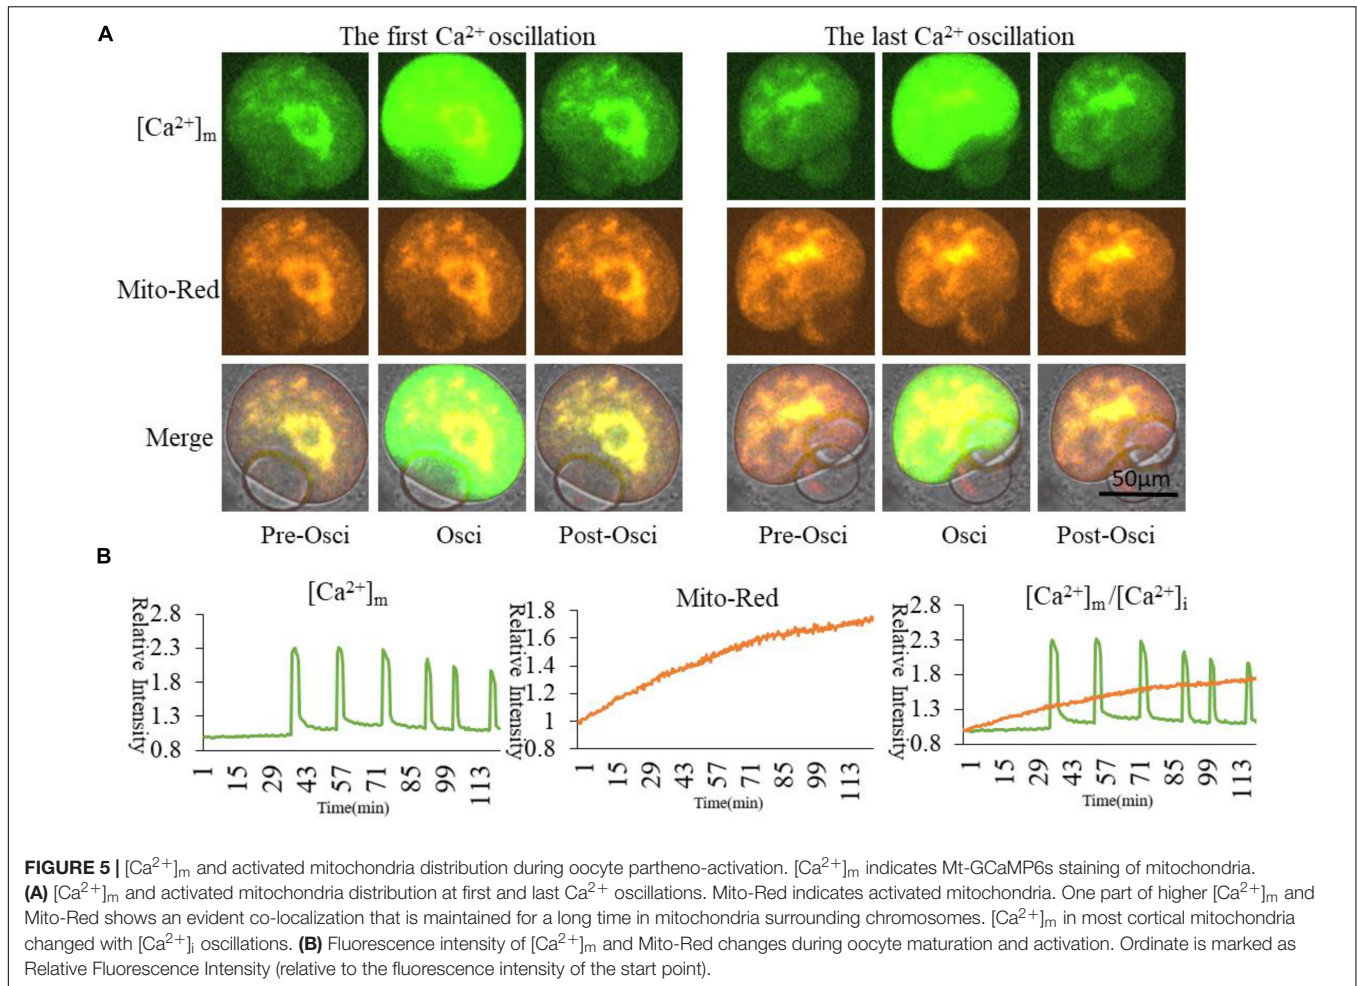 A
The first Ca²⁺ oscillation
The last Ca²⁺ oscillation
[Ca²⁺]ₘ
Mito-Red
Merge
50μm
Pre-Osci
Osci
Post-Osci
Pre-Osci
Osci
Post-Osci
B
[Ca²⁺]ₘ
Relative Intensity
2.8
2.3
1.8
1.3
0.8
1 15 29 43 57 71 85 99 113
Time(min)
Mito-Red
Relative Intensity
1.8
1.6
1.4
1.2
1
0.8
1 15 29 43 57 71 85 99 113
Time(min)
[Ca²⁺]ₘ/[Ca²⁺]ᵢ
Relative Intensity
2.8
2.3
1.8
1.3
0.8
1 15 29 43 57 71 85 99 113
Time(min)
FIGURE 5 | [Ca²⁺]ₘ and activated mitochondria distribution during oocyte partheno-activation. [Ca²⁺]ₘ indicates Mt-GCaMP6s staining of mitochondria.
(A) [Ca²⁺]ₘ and activated mitochondria distribution at first and last Ca²⁺ oscillations. Mito-Red indicates activated mitochondria. One part of higher [Ca²⁺]ₘ and
Mito-Red shows an evident co-localization that is maintained for a long time in mitochondria surrounding chromosomes. [Ca²⁺]ₘ in most cortical mitochondria
changed with [Ca²⁺]ᵢ oscillations. (B) Fluorescence intensity of [Ca²⁺]ₘ and Mito-Red changes during oocyte maturation and activation. Ordinate is marked as
Relative Fluorescence Intensity (relative to the fluorescence intensity of the start point).